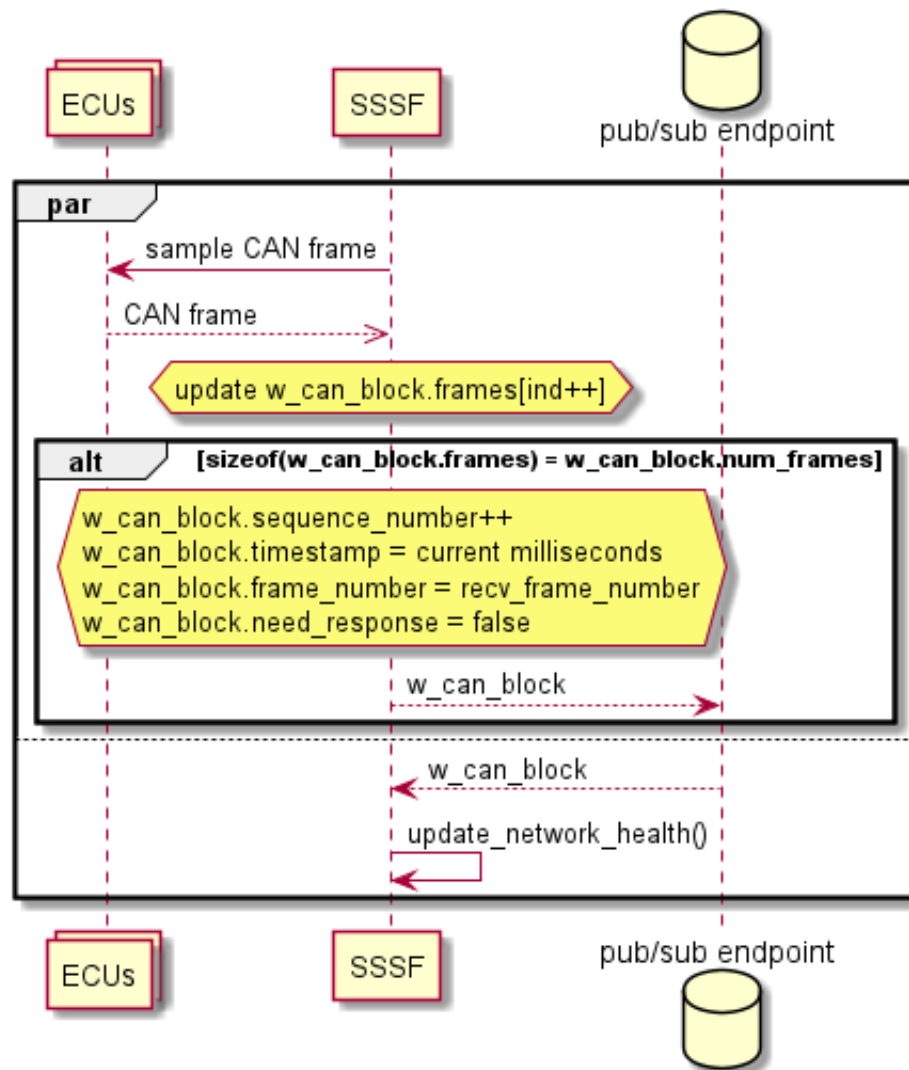 ECUs
SSSF
pub/sub endpoint
par
sample CAN frame
CAN frame
update w_can_block.frames[ind++]
alt
[sizeof(w_can_block.frames) = w_can_block.num_frames]
w_can_block.sequence_number++
w_can_block.timestamp = current milliseconds
w_can_block.frame_number = recv_frame_number
w_can_block.need_response = false
w_can_block
w_can_block
update_network_health()
ECUs
SSSF
pub/sub endpoint